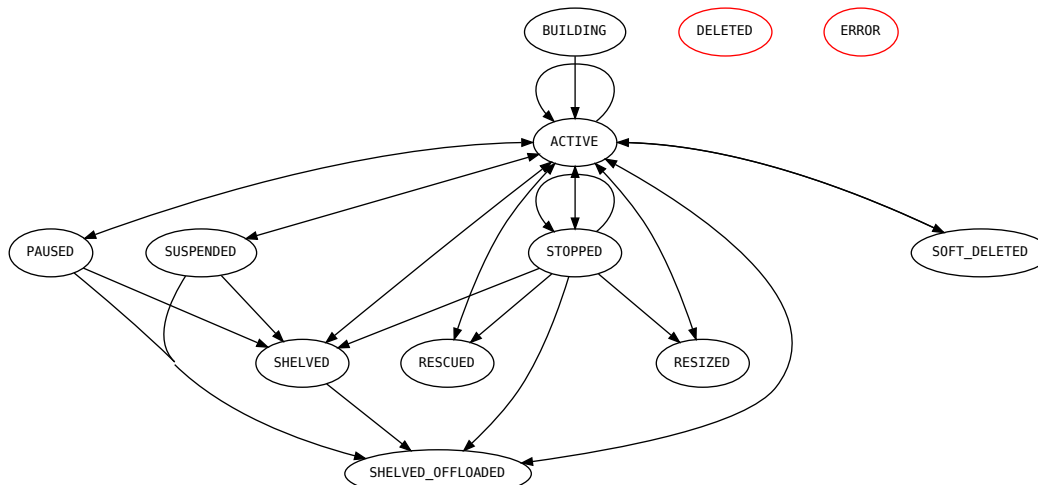 BUILDING
DELETED
ERROR
ACTIVE
PAUSED
SUSPENDED
STOPPED
SOFT_DELETED
SHELVED
RESCUED
RESIZED
SHELVED_OFFLOADED